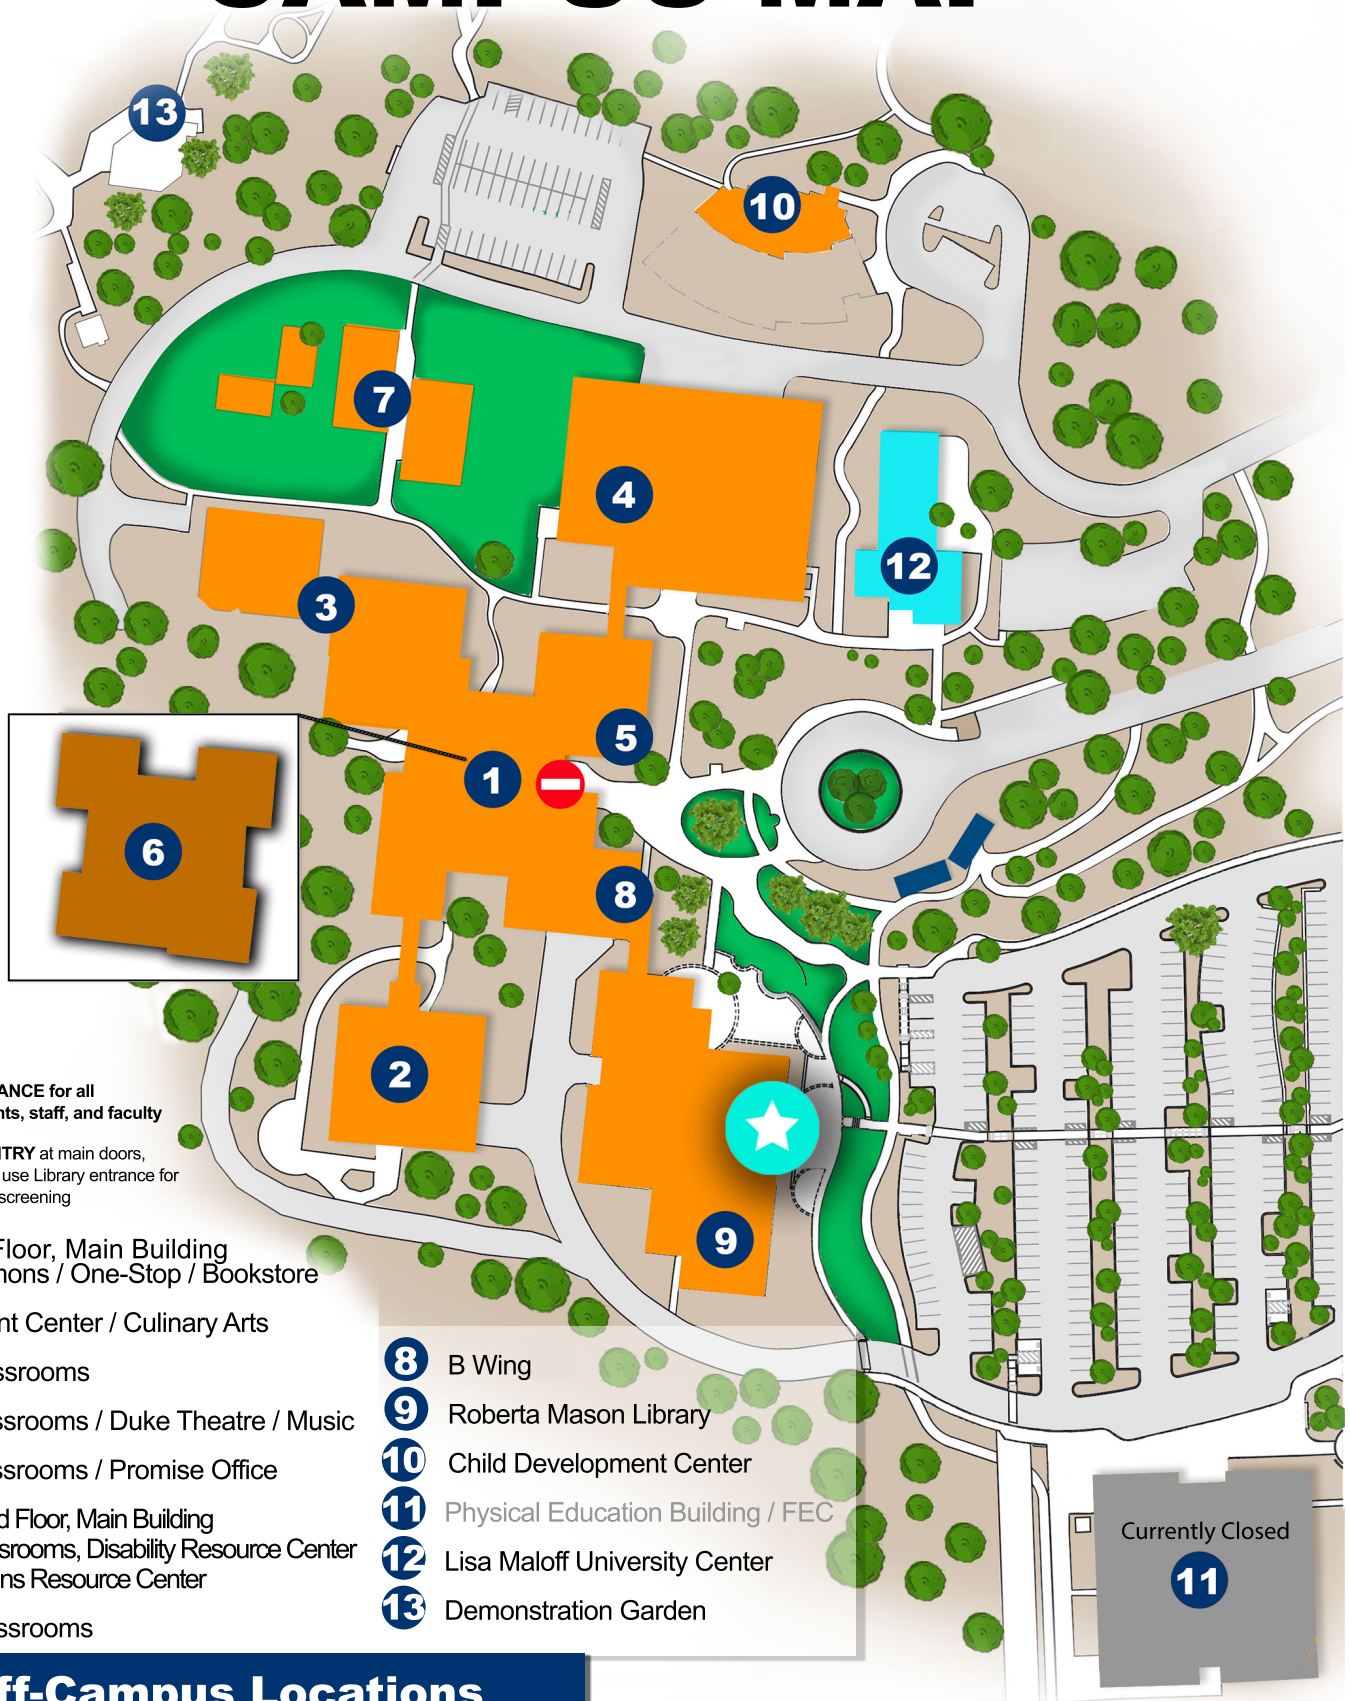 13
10
7
4
12
3
5
1
6
8
2
9
ANCE for all
nts, staff, and faculty
NTRY at main doors,
use Library entrance for
screening
Floor, Main Building
mons / One-Stop / Bookstore
nt Center / Culinary Arts
ssrooms
ssrooms / Duke Theatre / Music
ssrooms / Promise Office
d Floor, Main Building
srooms, Disability Resource Center
ns Resource Center
ssrooms
8 B Wing
9 Roberta Mason Library
10 Child Development Center
11 Physical Education Building / FEC
12 Lisa Maloff University Center
13 Demonstration Garden
Currently Closed
11
ff-Campus Locations